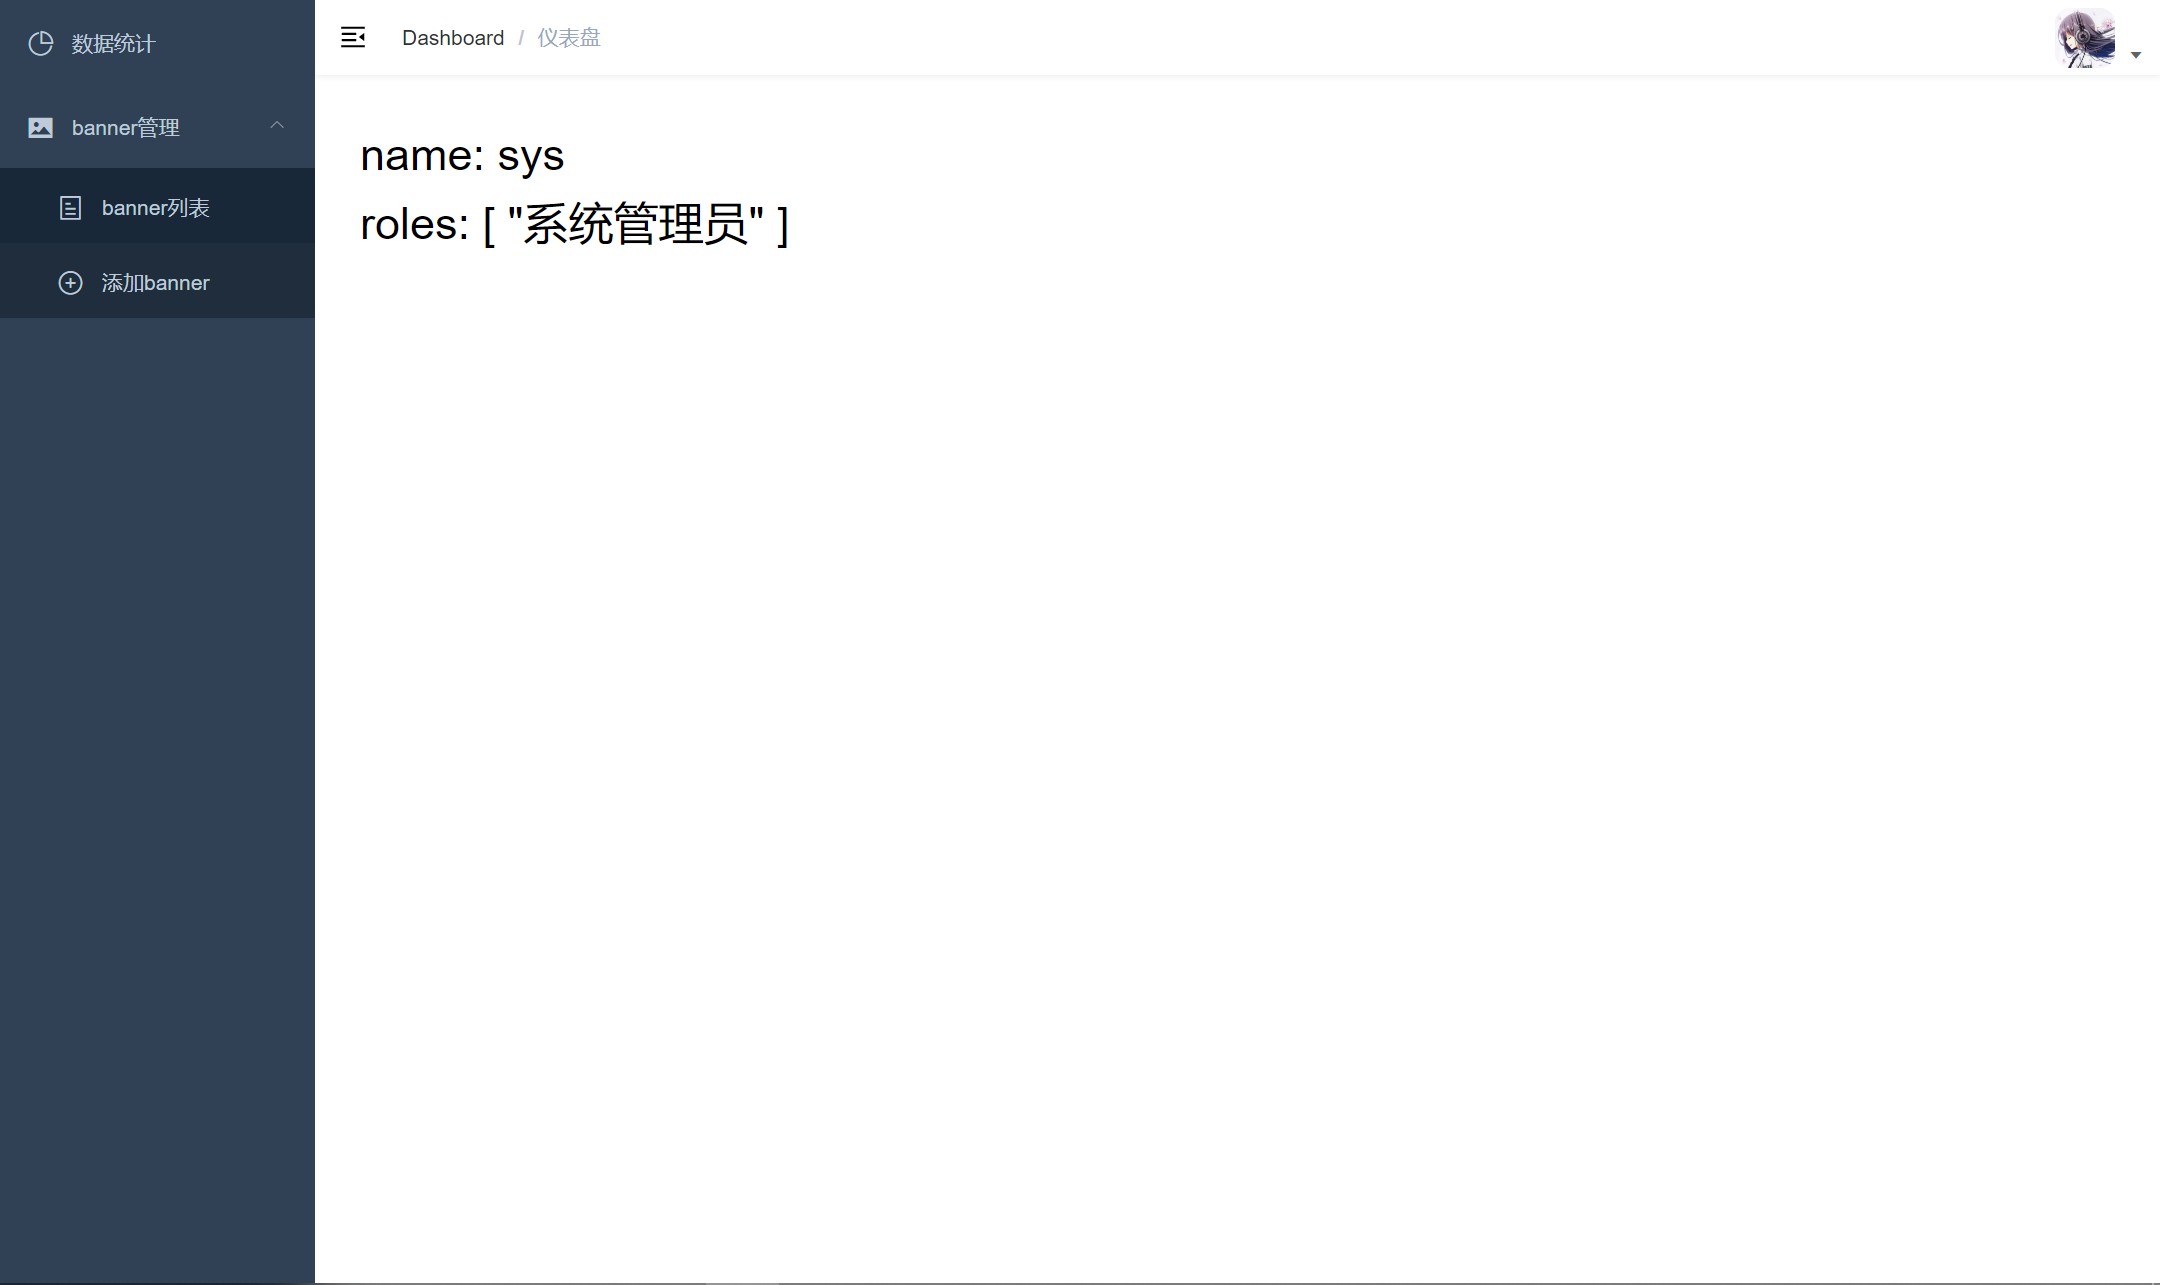 数据统计
banner管理
banner列表
添加banner
Dashboard / 仪表盘
name: sys
roles: [ "系统管理员" ]